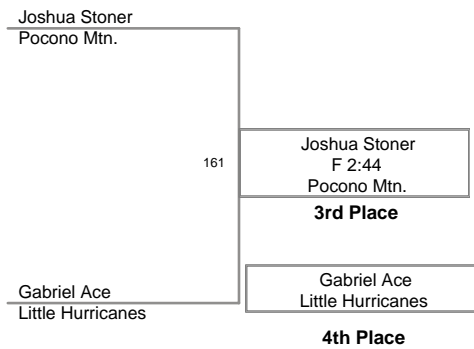 Joshua Stoner
Pocono Mtn.
161
Joshua Stoner
F 2:44
Pocono Mtn.
3rd Place
Gabriel Ace
Little Hurricanes
Gabriel Ace
Little Hurricanes
4th Place